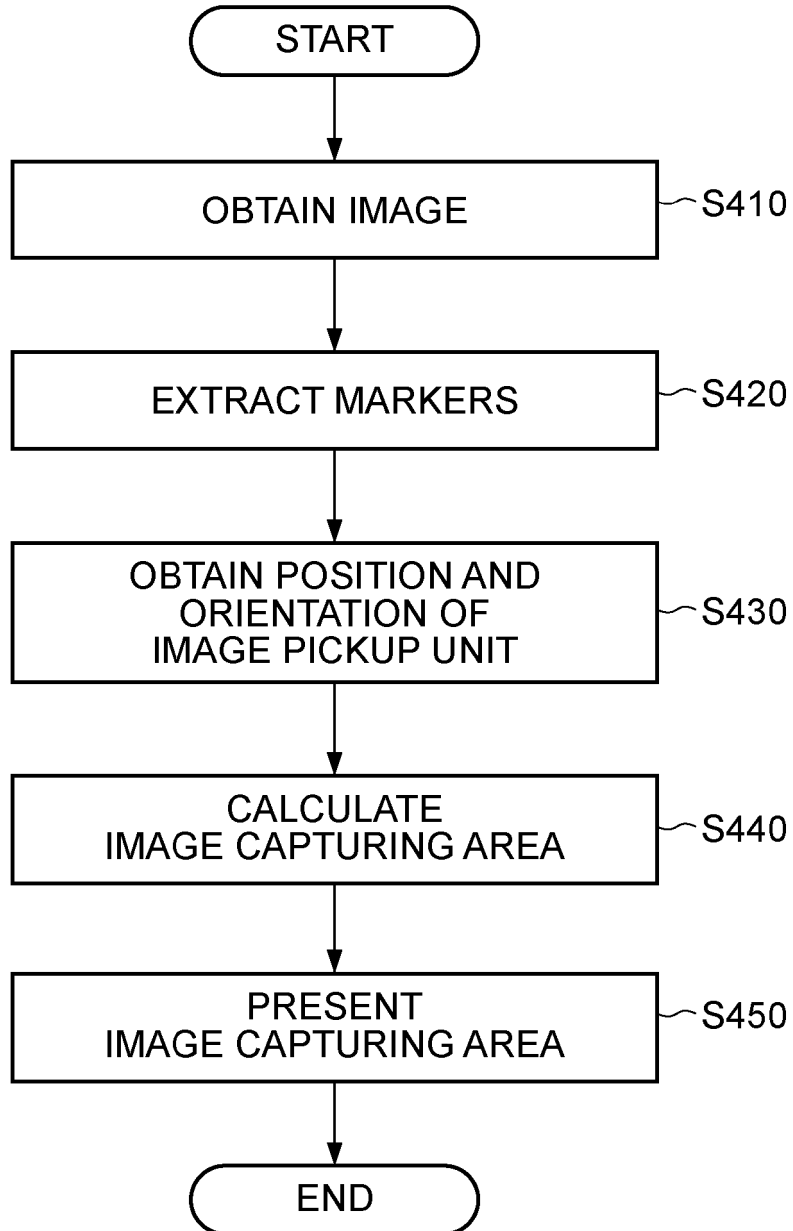 START
OBTAIN IMAGE
S410
EXTRACT MARKERS
S420
OBTAIN POSITION AND
ORIENTATION OF
IMAGE PICKUP UNIT
S430
CALCULATE
IMAGE CAPTURING AREA
S440
PRESENT
IMAGE CAPTURING AREA
S450
END